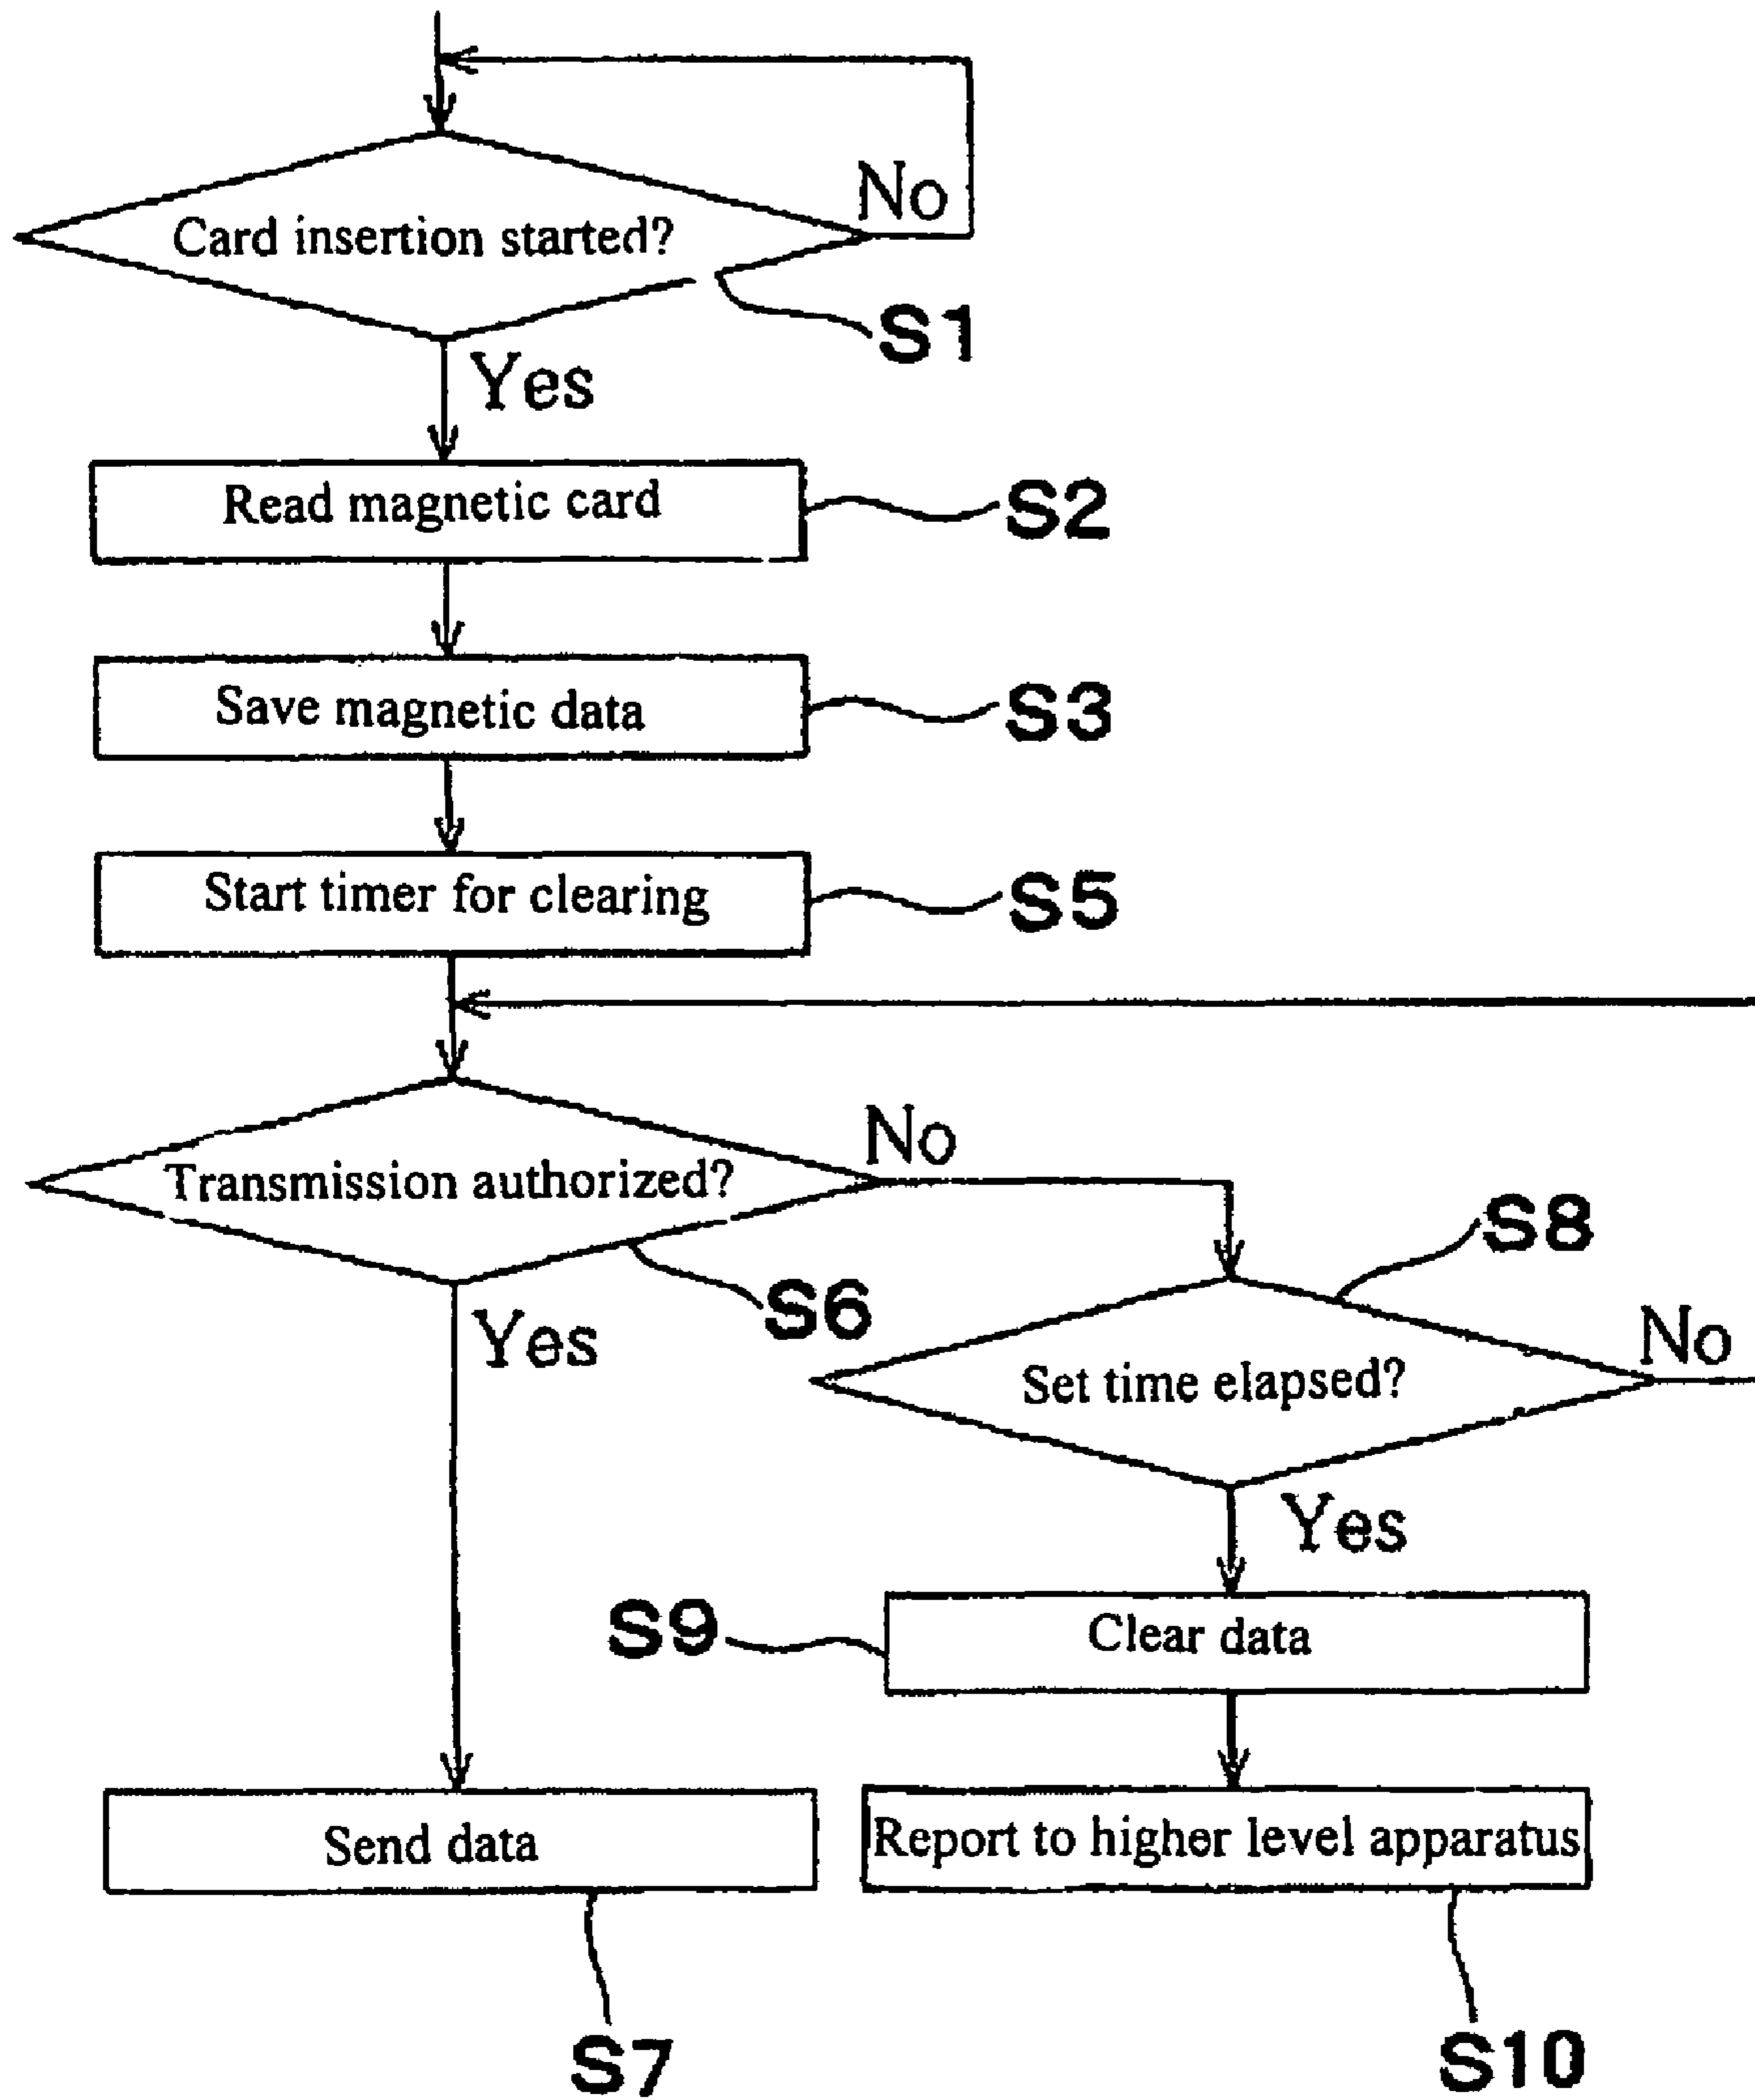 No
Card insertion started?
S1
Yes
Read magnetic card
S2
Save magnetic data
S3
Start timer for clearing
S5
No
Transmission authorized?
S8
S6
Yes
No
Set time elapsed?
Yes
S9
Clear data
Send data
Report to higher level apparatus
S7
S10